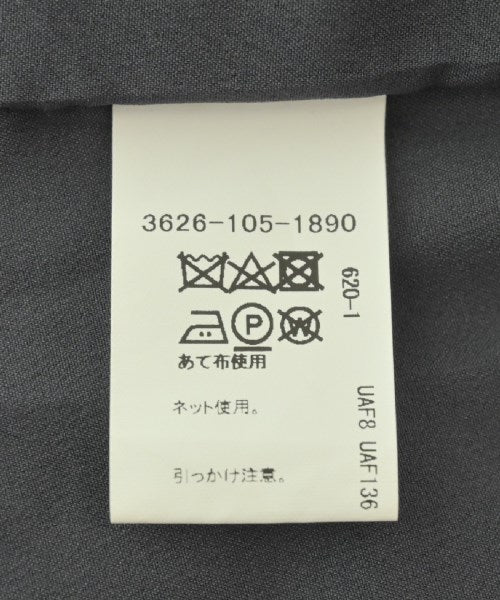 3626-105-1890
P W
あて布使用
ネット使用。
引っかけ注意。
620-1
UAF8 UAF136